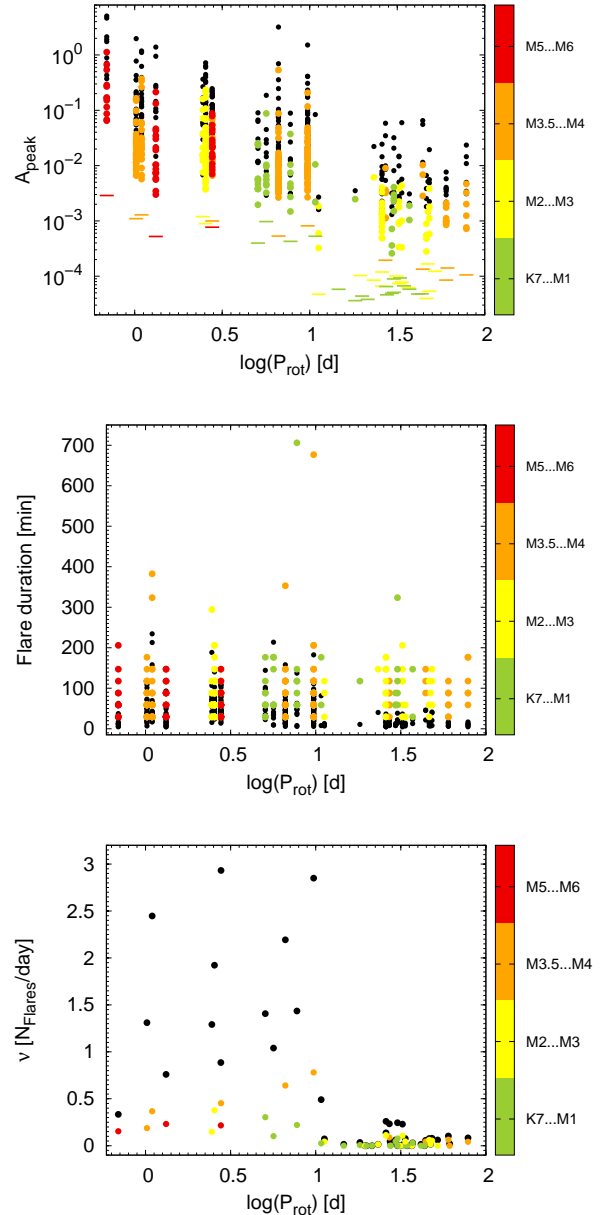 10^0
10^-1
10^-2
10^-3
10^-4
A_peak
0 0.5 1 1.5 2
log(P_rot) [d]
M5...M6
M3.5...M4
M2...M3
K7...M1
700
600
500
400
300
200
100
0
Flare duration [min]
0 0.5 1 1.5 2
log(P_rot) [d]
M5...M6
M3.5...M4
M2...M3
K7...M1
3
2.5
2
1.5
1
0.5
0
ν [N_Flares/day]
0 0.5 1 1.5 2
log(P_rot) [d]
M5...M6
M3.5...M4
M2...M3
K7...M1